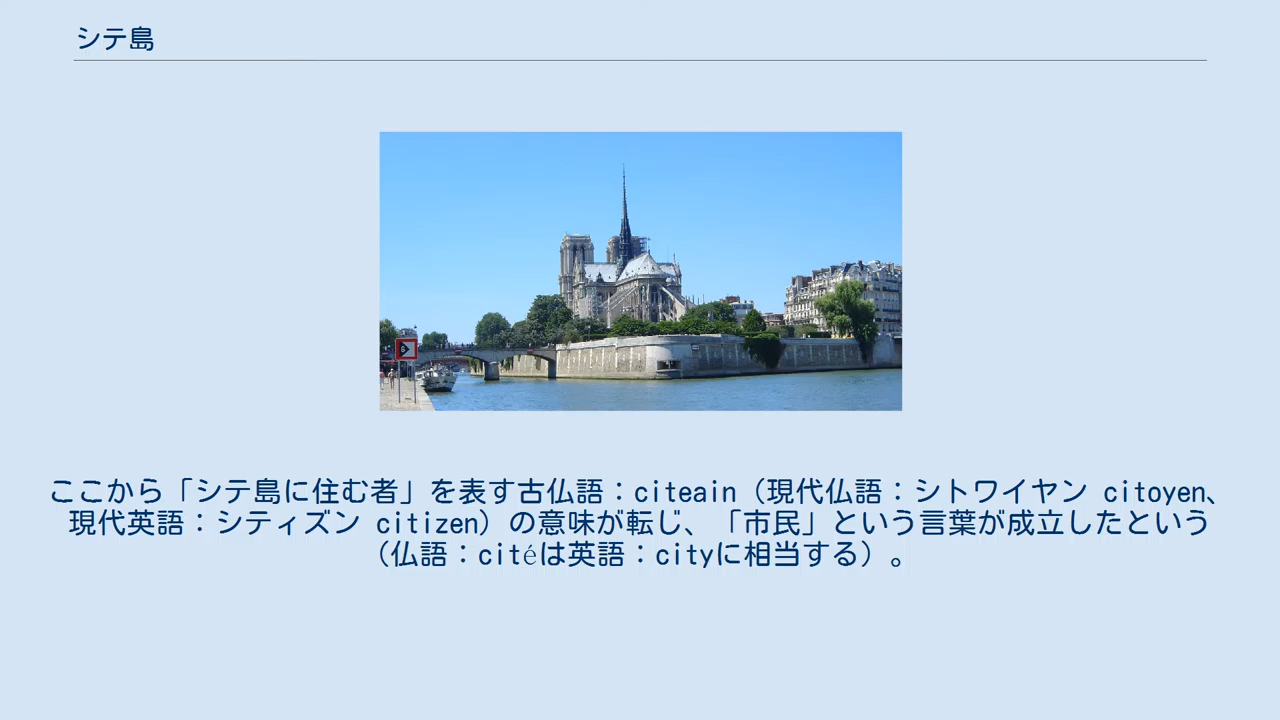 シテ島
ここから「シテ島に住む者」を表す古仏語：citeain（現代仏語：シトワイヤン citoyen、
現代英語：シティズン citizen）の意味が転じ、「市民」という言葉が成立したという
（仏語：citéは英語：cityに相当する）。